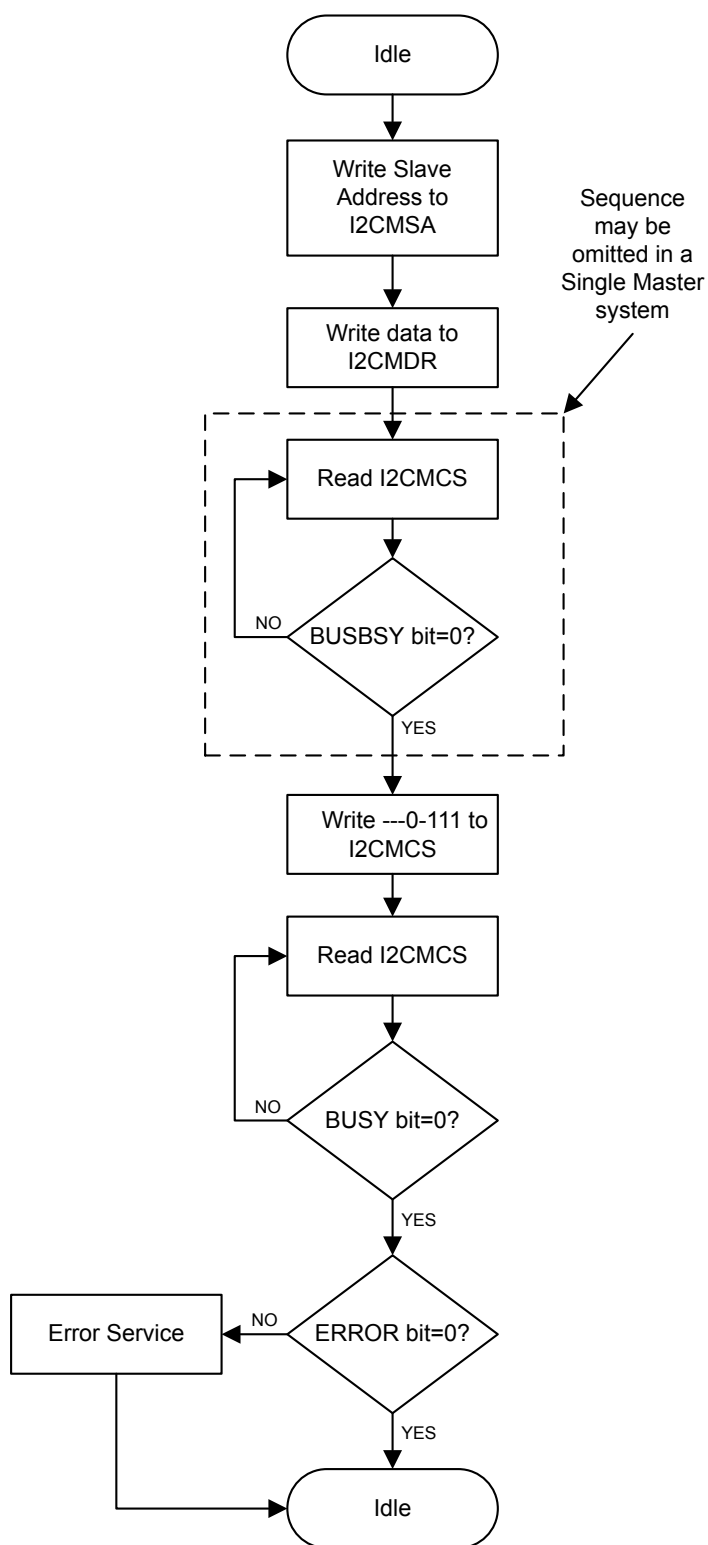 Idle
Write Slave
Address to
I2CMSA
Sequence
may be
omitted in a
Single Master
system
Write data to
I2CMDR
Read I2CMCS
NO
BUSBSY bit=0?
YES
Write ---0-111 to
I2CMCS
Read I2CMCS
NO
BUSY bit=0?
YES
Error Service
NO
ERROR bit=0?
YES
Idle